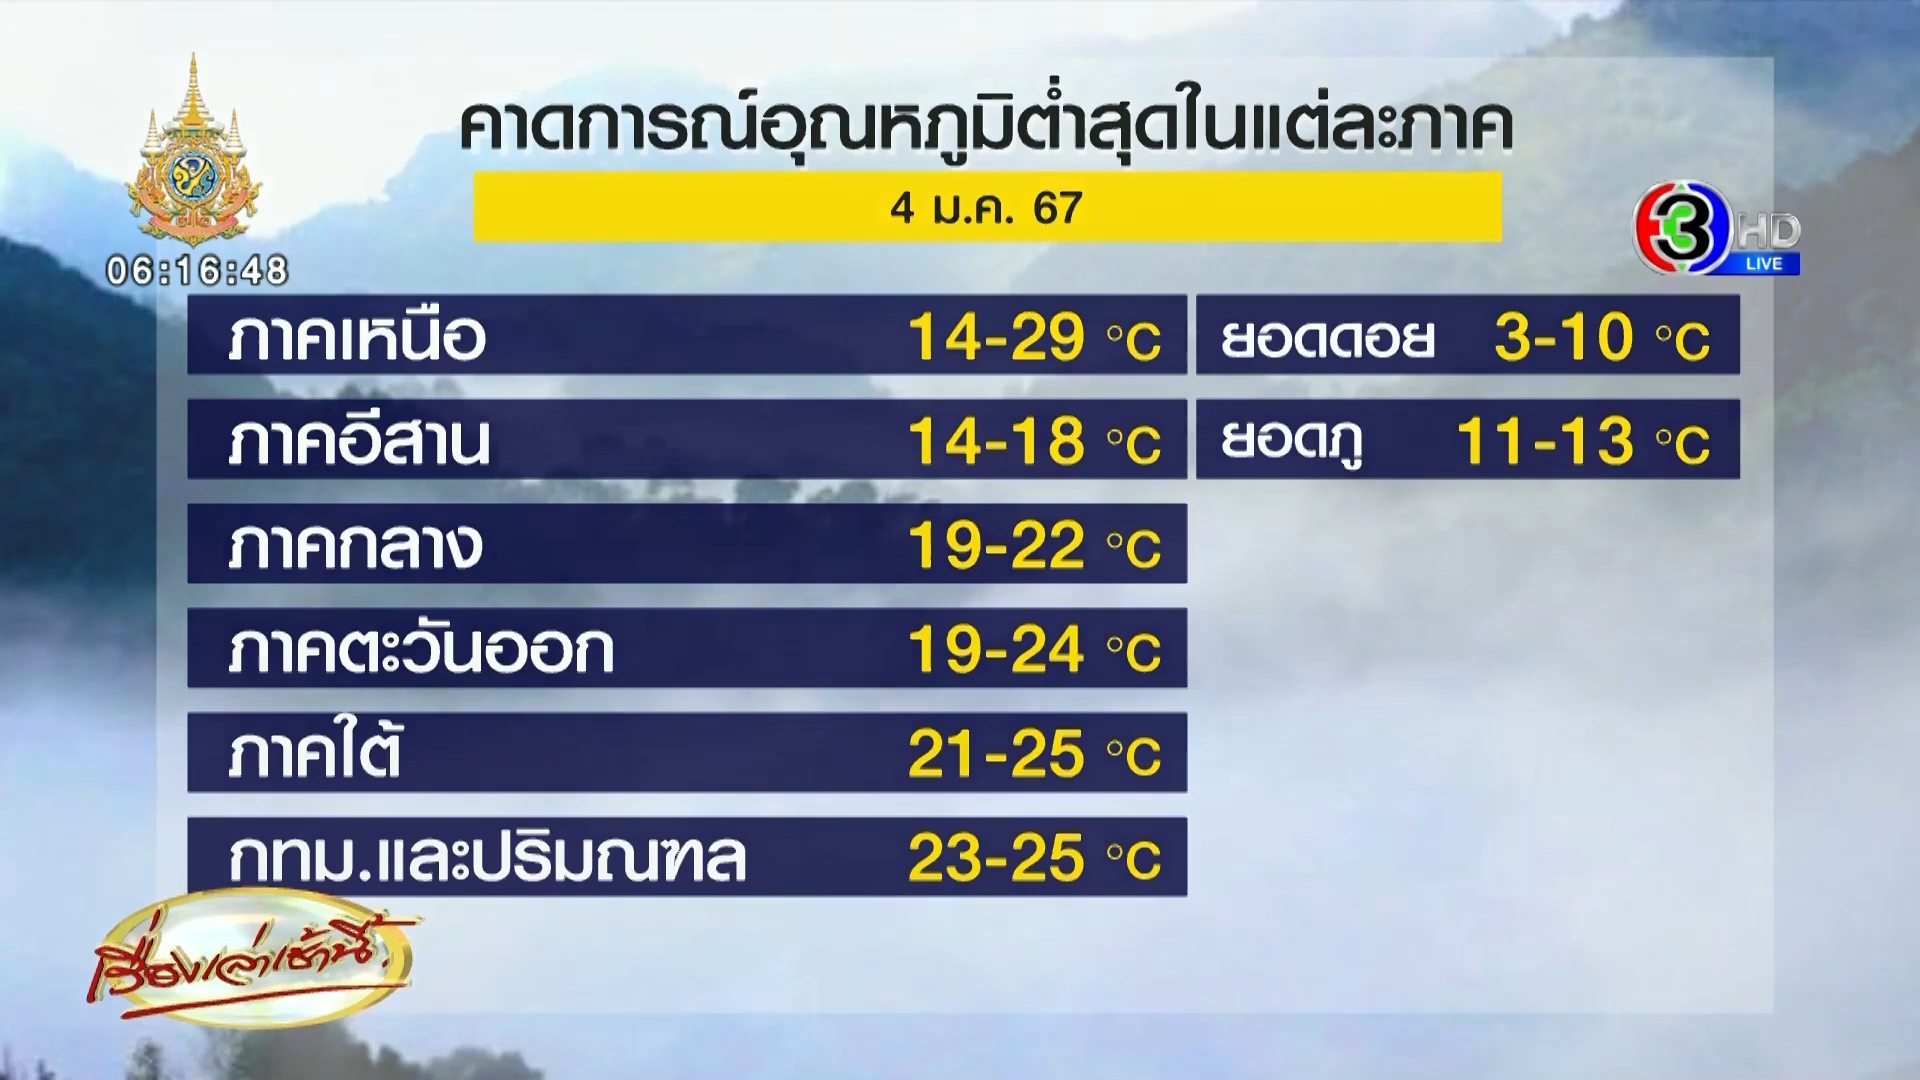 คาดการณ์อุณหภูมิต่ำสุดในแต่ละภาค
4 ม.ค. 67
3 HD
LIVE
06:16:48
ภาคเหนือ 14-29 °C ยอดดอย 3-10 °C
ภาคอีสาน 14-18 °C ยอดภู 11-13 °C
ภาคกลาง 19-22 °C
ภาคตะวันออก 19-24 °C
ภาคใต้ 21-25 °C
กทม.และปริมณฑล 23-25 °C
เรื่องเล่าเช้านี้